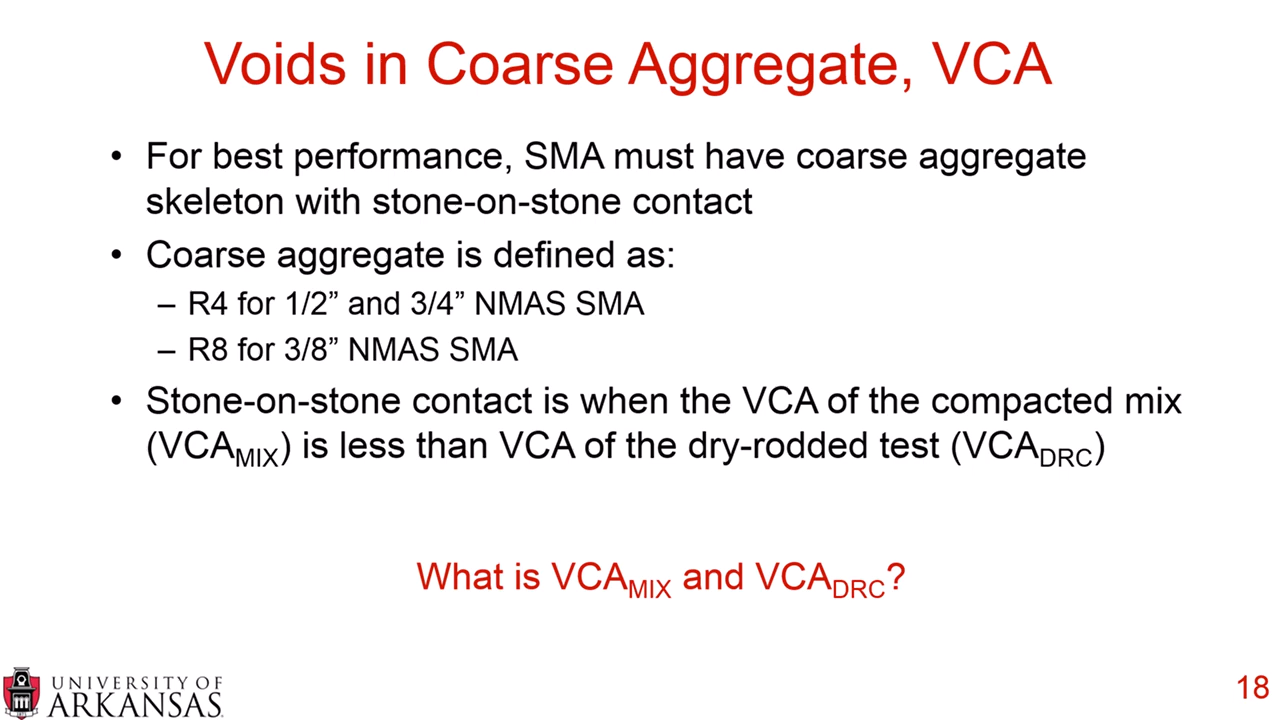 Voids in Coarse Aggregate, VCA
• For best performance, SMA must have coarse aggregate
skeleton with stone-on-stone contact
• Coarse aggregate is defined as:
– R4 for 1/2” and 3/4” NMAS SMA
– R8 for 3/8” NMAS SMA
• Stone-on-stone contact is when the VCA of the compacted mix
(VCAMIX) is less than VCA of the dry-rodded test (VCADRC)
What is VCAMIX and VCADRC?
UNIVERSITY OF
ARKANSAS
18